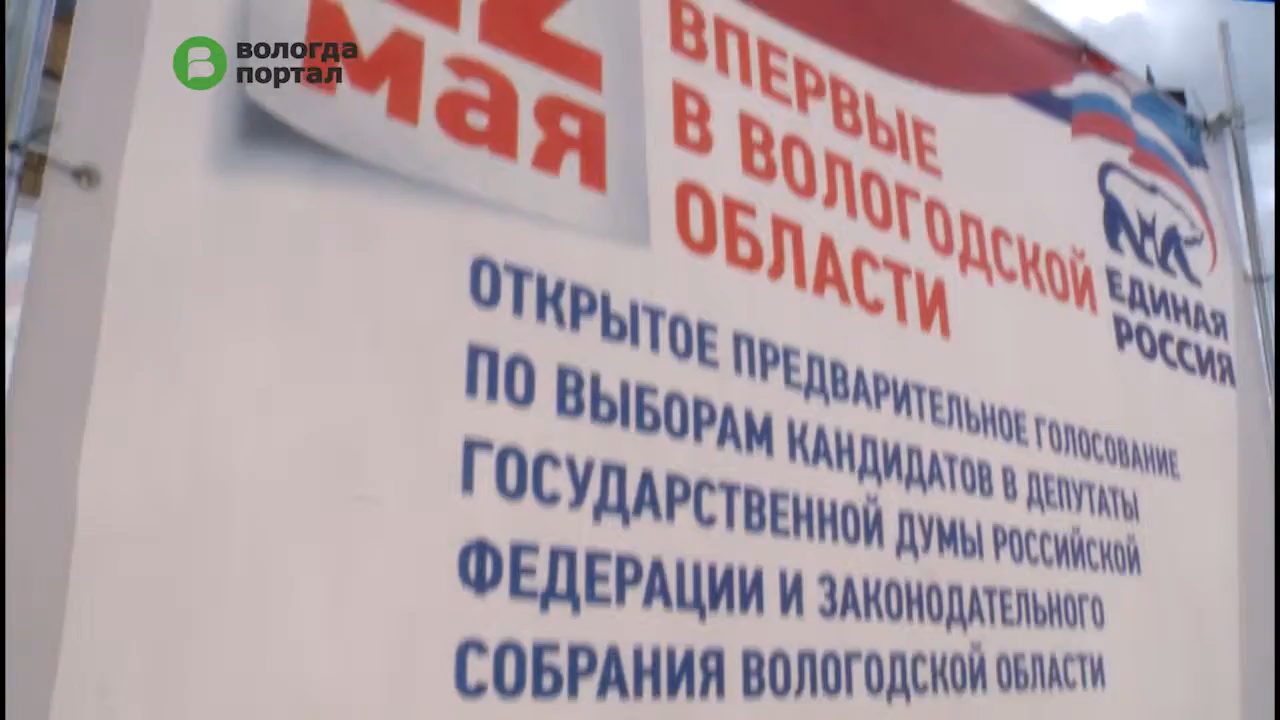 вологда
портал
мая
ВПЕРВЫЕ
В ВОЛОГОДСКОЙ
ОБЛАСТИ
ЕДИНАЯ
РОССИЯ
ОТКРЫТОЕ ПРЕДВАРИТЕЛЬНОЕ ГОЛОСОВАНИЕ
ПО ВЫБОРАМ КАНДИДАТОВ В ДЕПУТАТЫ
ГОСУДАРСТВЕННОЙ ДУМЫ РОССИЙСКОЙ
ФЕДЕРАЦИИ И ЗАКОНОДАТЕЛЬНОГО
СОБРАНИЯ ВОЛОГОДСКОЙ ОБЛАСТИ